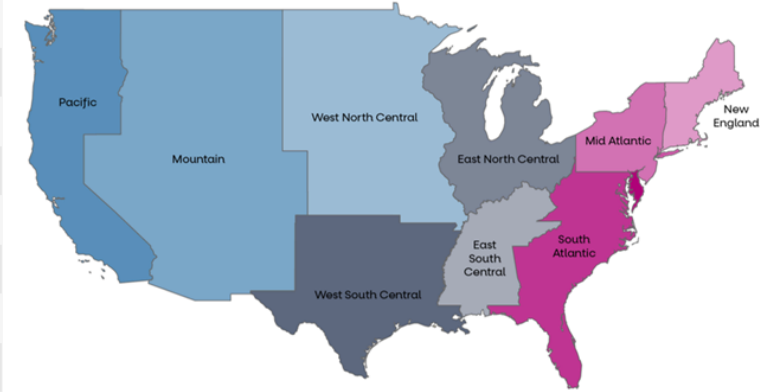 Pacific
Mountain
West North Central
East North Central
Mid Atlantic
New
England
East
South
Central
South
Atlantic
West South Central